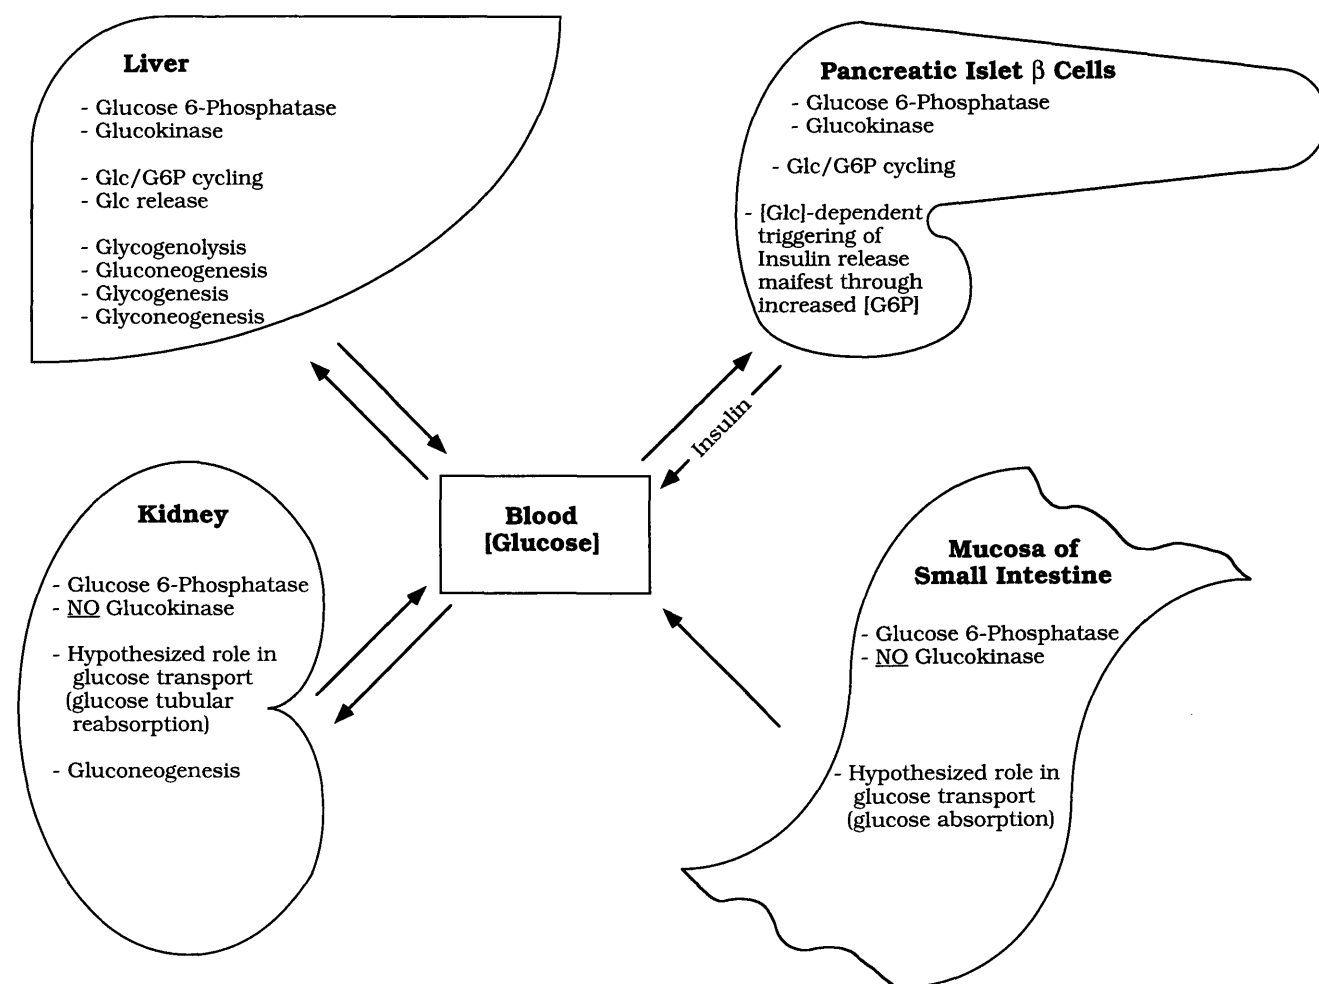 Liver
- Glucose 6-Phosphatase
- Glucokinase
- Glc/G6P cycling
- Glc release
- Glycogenolysis
- Gluconeogenesis
- Glycogenesis
- Glyconeogenesis
Pancreatic Islet β Cells
- Glucose 6-Phosphatase
- Glucokinase
- Glc/G6P cycling
- [Glc]-dependent
triggering of
Insulin release
maifest through
increased [G6P]
Insulin
Blood
[Glucose]
Kidney
- Glucose 6-Phosphatase
- NO Glucokinase
- Hypothesized role in
glucose transport
(glucose tubular
reabsorption)
- Gluconeogenesis
Mucosa of
Small Intestine
- Glucose 6-Phosphatase
- NO Glucokinase
- Hypothesized role in
glucose transport
(glucose absorption)